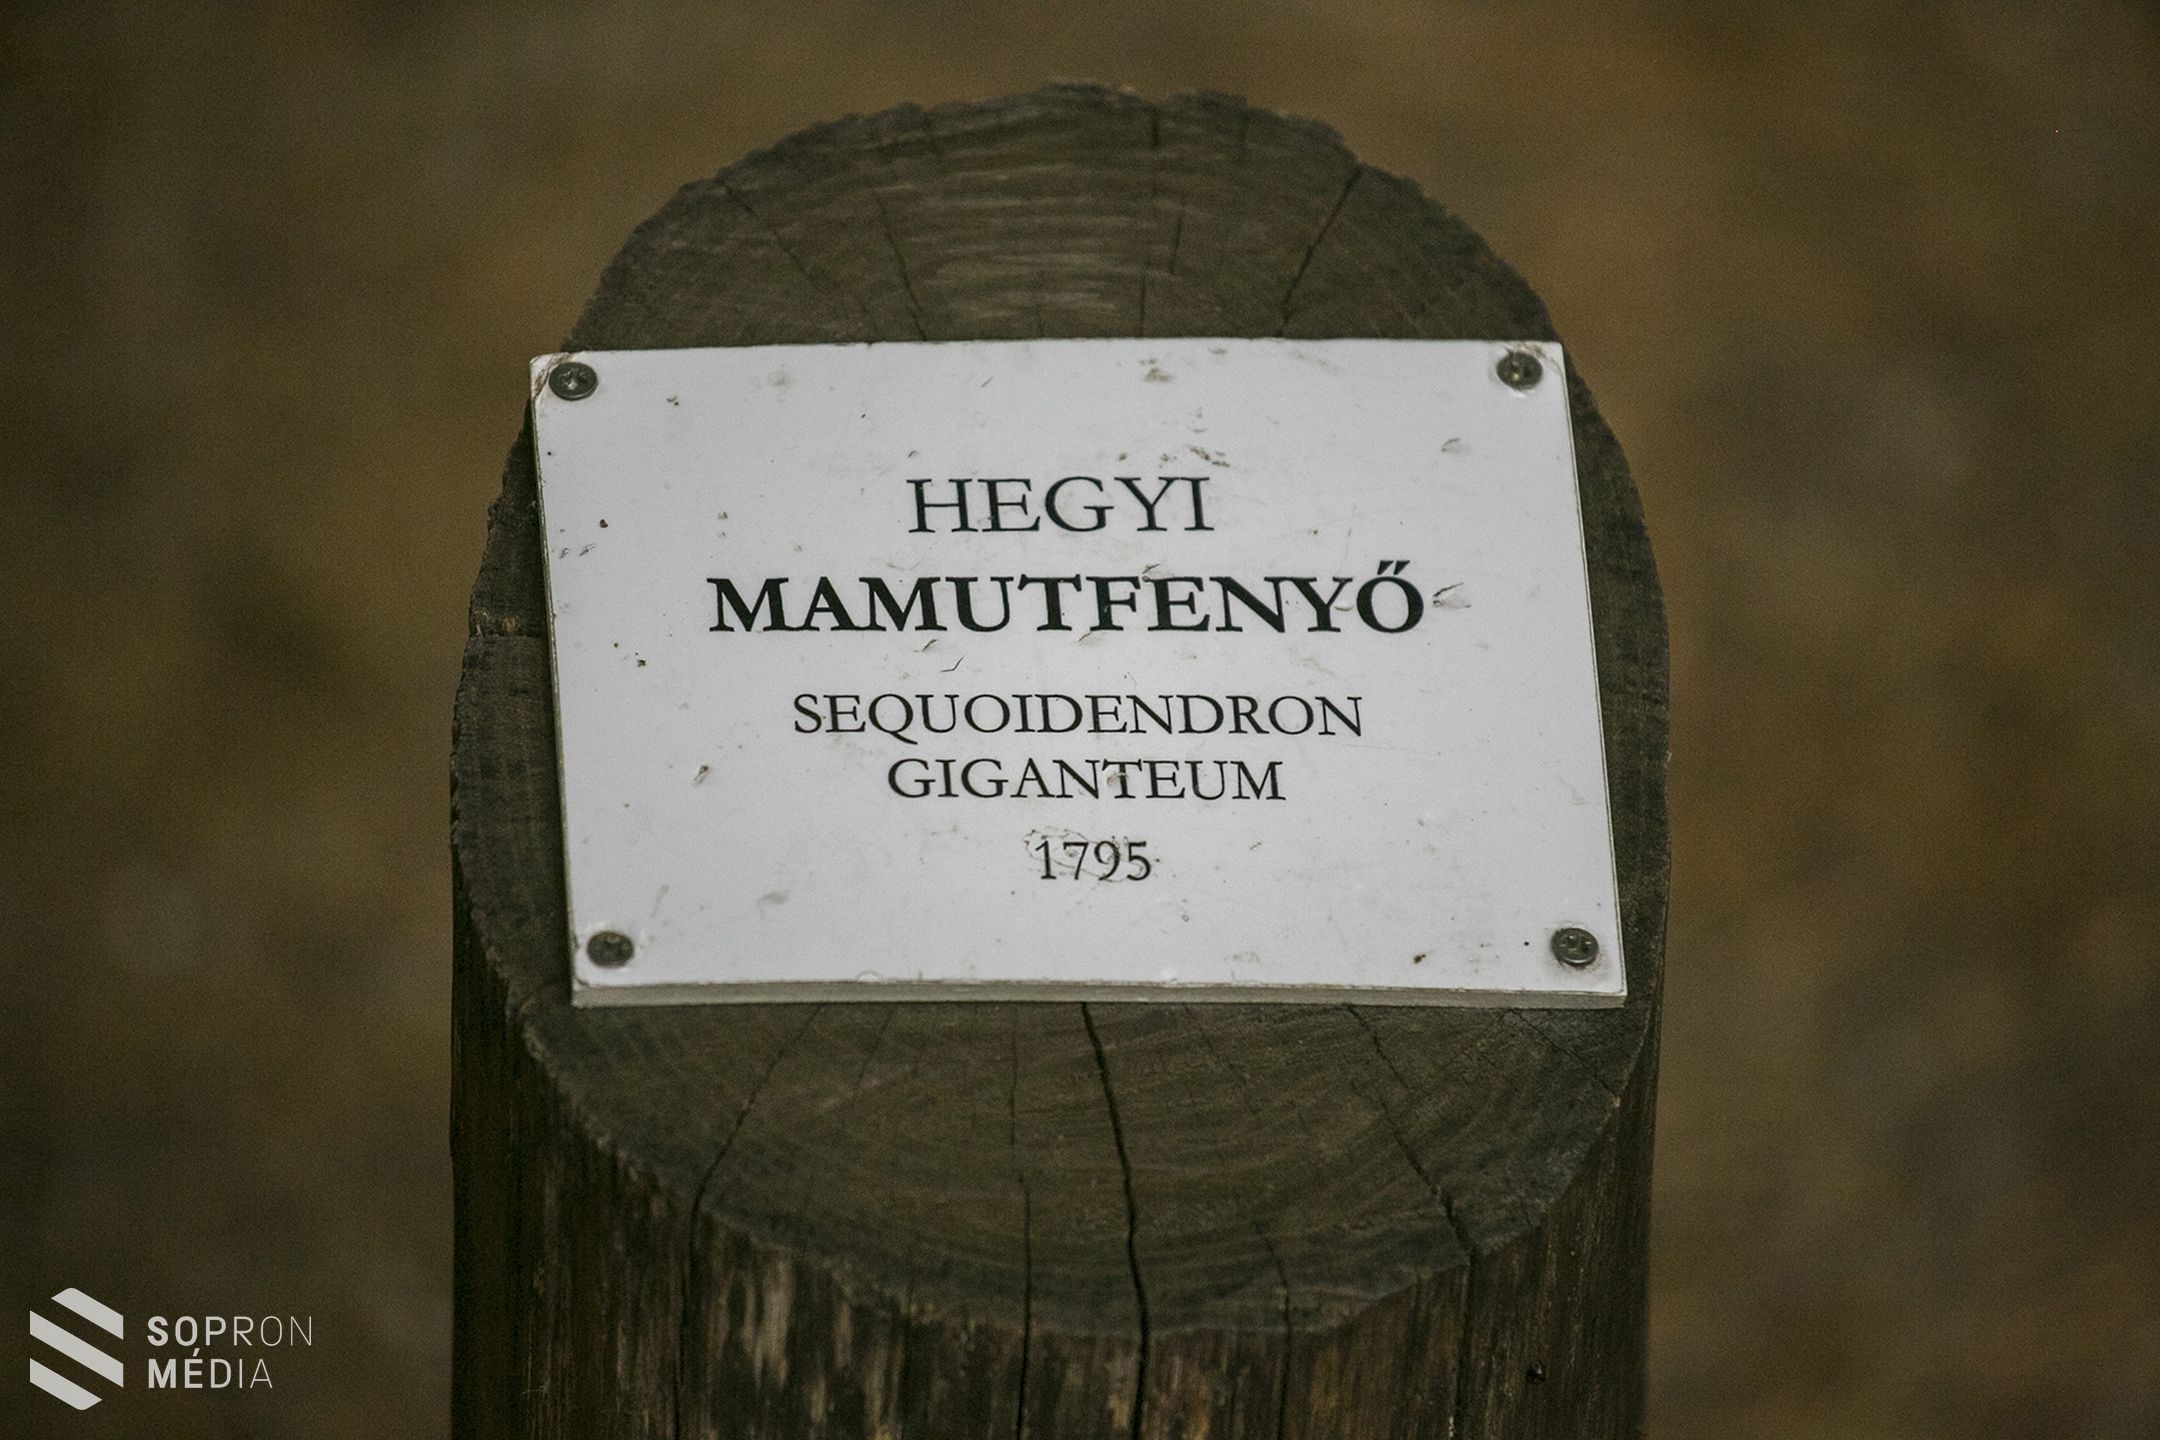 HEGYI
MAMUTFENYŐ
SEQUOIDENDRON
GIGANTEUM
1795
SOPRON
MÉDIA